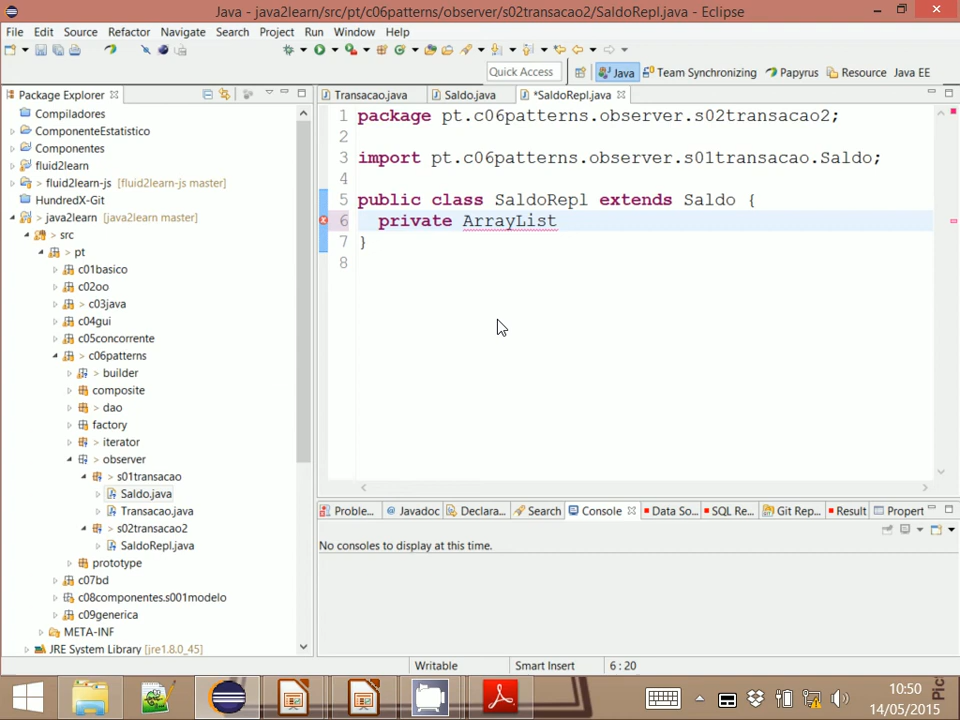 Java - java2learn/src/pt/c06patterns/observer/s02transacao2/SaldoRepl.java - Eclipse
File Edit Source Refactor Navigate Search Project Run Window Help
Quick Access Java Team Synchronizing Papyrus Resource Java EE
Package Explorer
Compiladores
ComponenteEstatistico
Componentes
fluid2learn
> fluid2learn-js [fluid2learn-js master]
HundredX-Git
> java2learn [java2learn master]
> src
> pt
c01basico
c02oo
> c03java
c04gui
c05concorrente
> c06patterns
> builder
composite
> dao
factory
> iterator
> observer
> s01transacao
Saldo.java
Transacao.java
> s02transacao2
SaldoRepl.java
prototype
c07bd
c08componentes.s001modelo
c09generica
META-INF
JRE System Library [jre1.8.0_45]
Transacao.java Saldo.java *SaldoRepl.java
1 package pt.c06patterns.observer.s02transacao2;
2
3 import pt.c06patterns.observer.s01transacao.Saldo;
4
5 public class SaldoRepl extends Saldo {
6 private ArrayList
7 }
8
Proble... Javadoc Declara... Search Console Data So... SQL Re... Git Rep... Result Propert
No consoles to display at this time.
Writable Smart Insert 6 : 20
10:50
14/05/2015
Pic